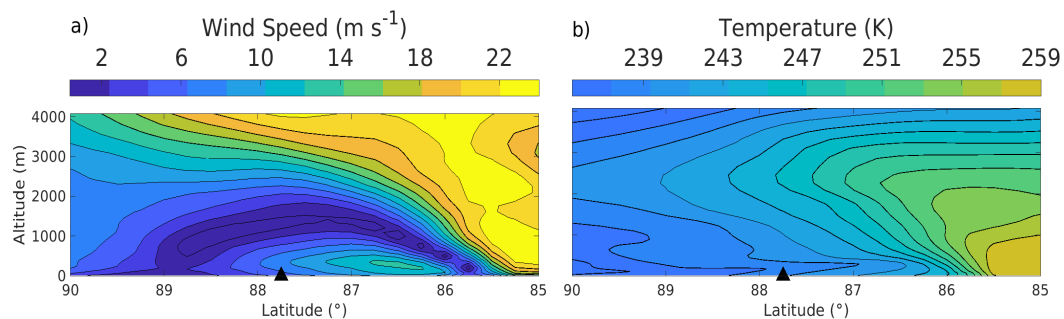 a) Wind Speed (m s⁻¹)
2 6 10 14 18 22
4000
3000
2000
1000
0
Altitude (m)
90 89 88 87 86 85
Latitude (°)
b) Temperature (K)
239 243 247 251 255 259
90 89 88 87 86 85
Latitude (°)